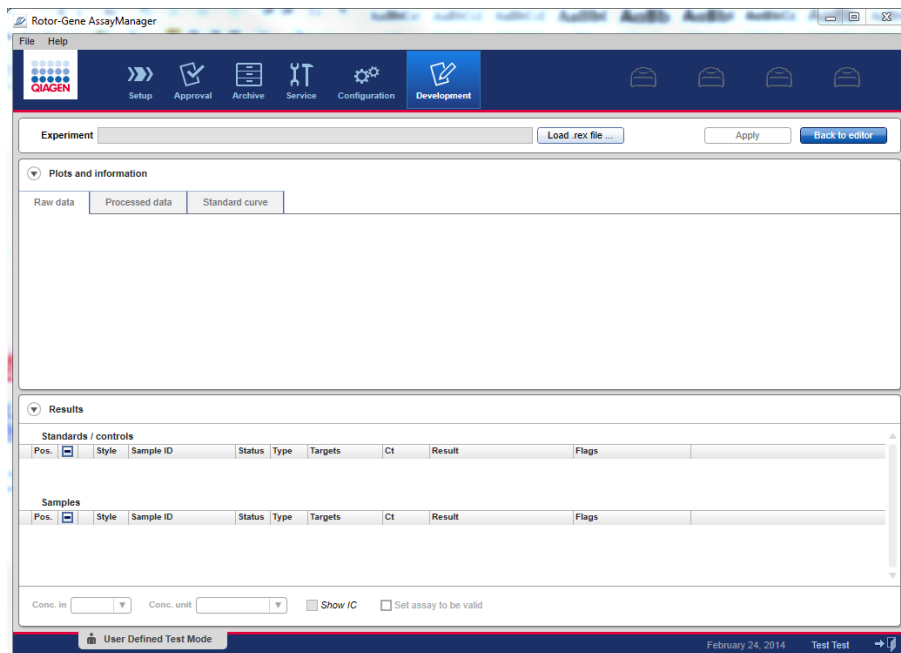 Rotor-Gene AssayManager
File Help
QIAGEN
Setup Approval Archive Service Configuration Development
Experiment Load .rex file ... Apply Back to editor
Plots and information
Raw data Processed data Standard curve
Results
Standards / controls
Pos. Style Sample ID Status Type Targets Ct Result Flags
Samples
Pos. Style Sample ID Status Type Targets Ct Result Flags
Conc. in Conc. unit Show IC Set assay to be valid
User Defined Test Mode February 24, 2014 Test Test